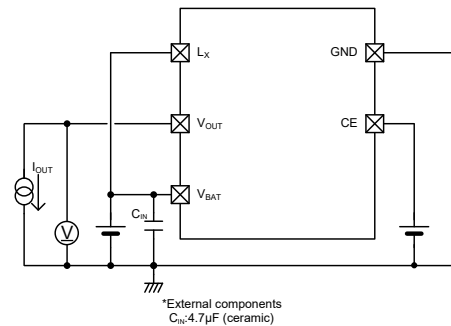 LX
GND
VOUT
CE
IOUT
VBAT
CIN
V
*External components
CIN:4.7μF (ceramic)